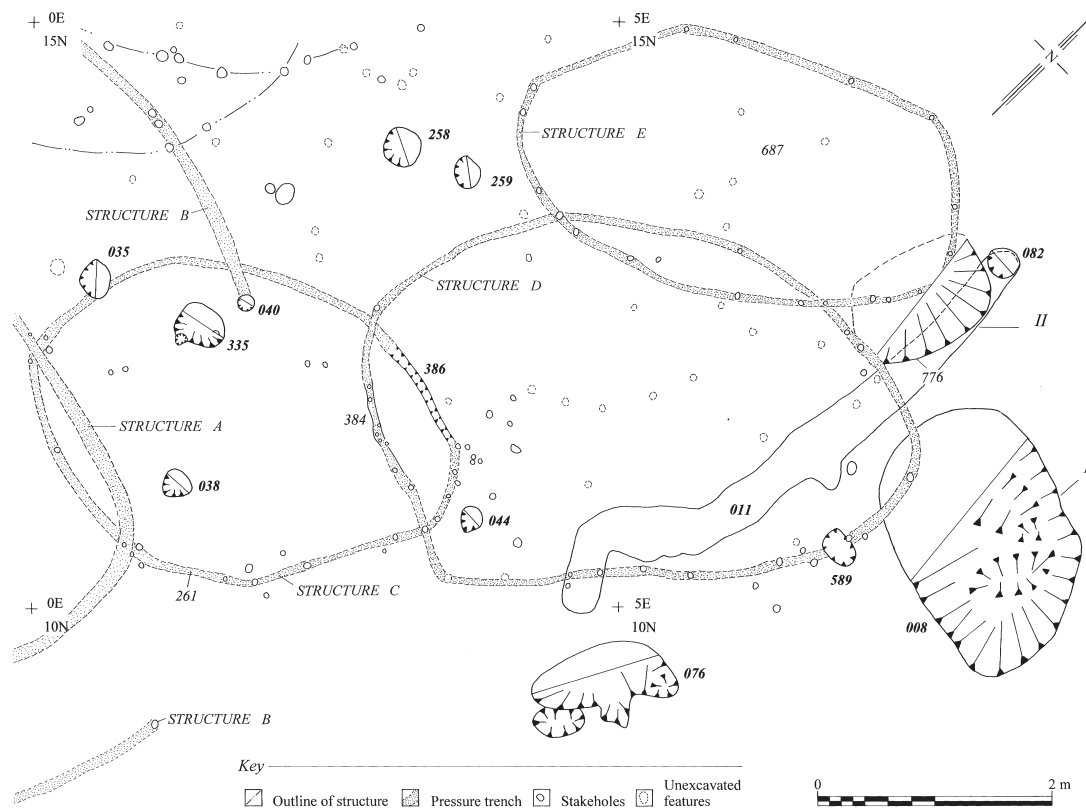 0E
15N
5E
15N
N
258
STRUCTURE E
687
259
STRUCTURE B
035
082
040
STRUCTURE D
335
II
386
776
384
STRUCTURE A
038
011
044
589
261
STRUCTURE C
0E
10N
5E
10N
008
076
STRUCTURE B
Key
Outline of structure
Pressure trench
Stakeholes
Unexcavated
features
0
2 m